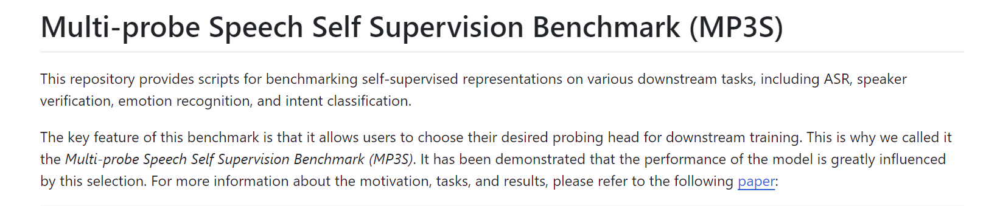 Multi-probe Speech Self Supervision Benchmark (MP3S)
This repository provides scripts for benchmarking self-supervised representations on various downstream tasks, including ASR, speaker
verification, emotion recognition, and intent classification.
The key feature of this benchmark is that it allows users to choose their desired probing head for downstream training. This is why we called it
the Multi-probe Speech Self Supervision Benchmark (MP3S). It has been demonstrated that the performance of the model is greatly influenced
by this selection. For more information about the motivation, tasks, and results, please refer to the following paper: